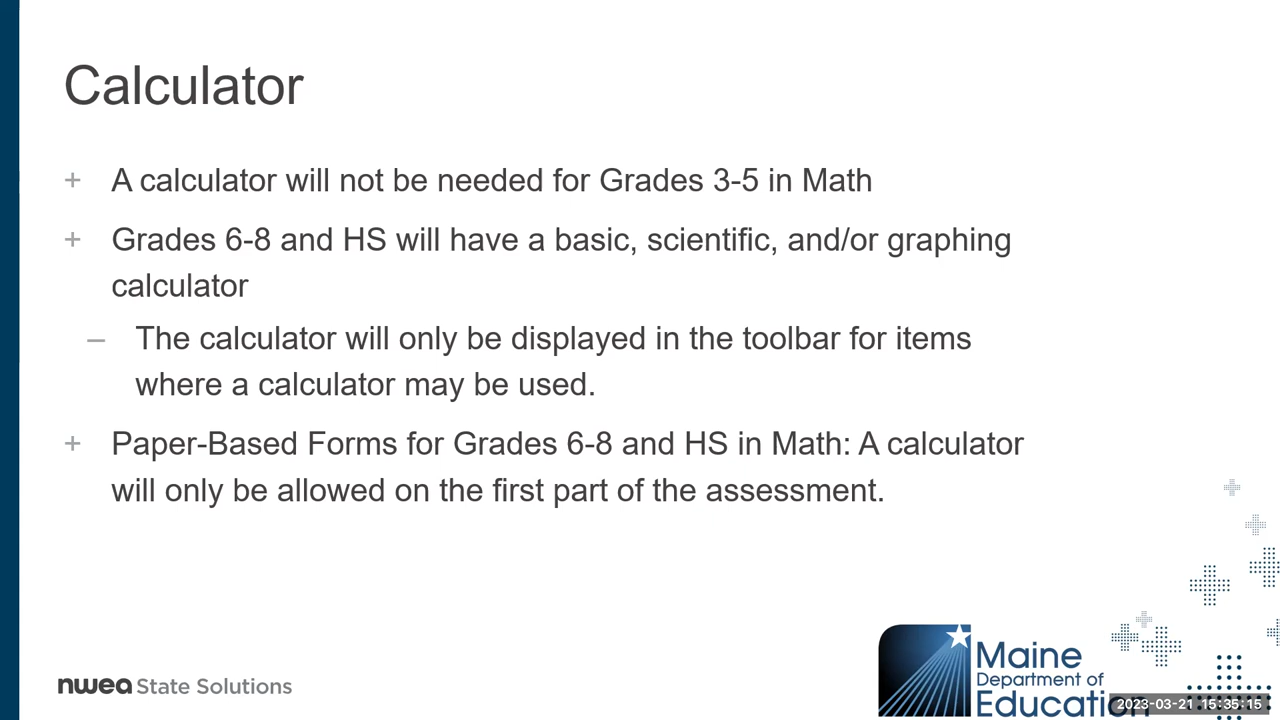 Calculator
+ A calculator will not be needed for Grades 3-5 in Math
+ Grades 6-8 and HS will have a basic, scientific, and/or graphing
calculator
– The calculator will only be displayed in the toolbar for items
where a calculator may be used.
+ Paper-Based Forms for Grades 6-8 and HS in Math: A calculator
will only be allowed on the first part of the assessment.
nwea State Solutions
Maine
Department of
Education
2023-03-21 15:35:15